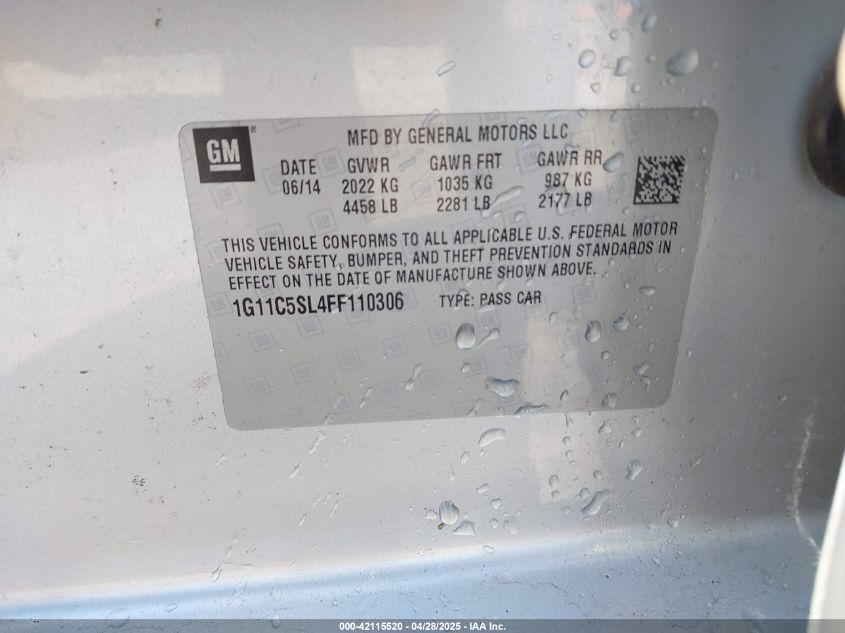 GM ®
MFD BY GENERAL MOTORS LLC
DATE GVWR GAWR FRT GAWR RR
06/14 2022 KG 1035 KG 987 KG
4458 LB 2281 LB 2177 LB
THIS VEHICLE CONFORMS TO ALL APPLICABLE U.S. FEDERAL MOTOR
VEHICLE SAFETY, BUMPER, AND THEFT PREVENTION STANDARDS IN
EFFECT ON THE DATE OF MANUFACTURE SHOWN ABOVE.
1G11C5SL4FF110306 TYPE: PASS CAR
000-42115520 04/28/2025 - IAA Inc.